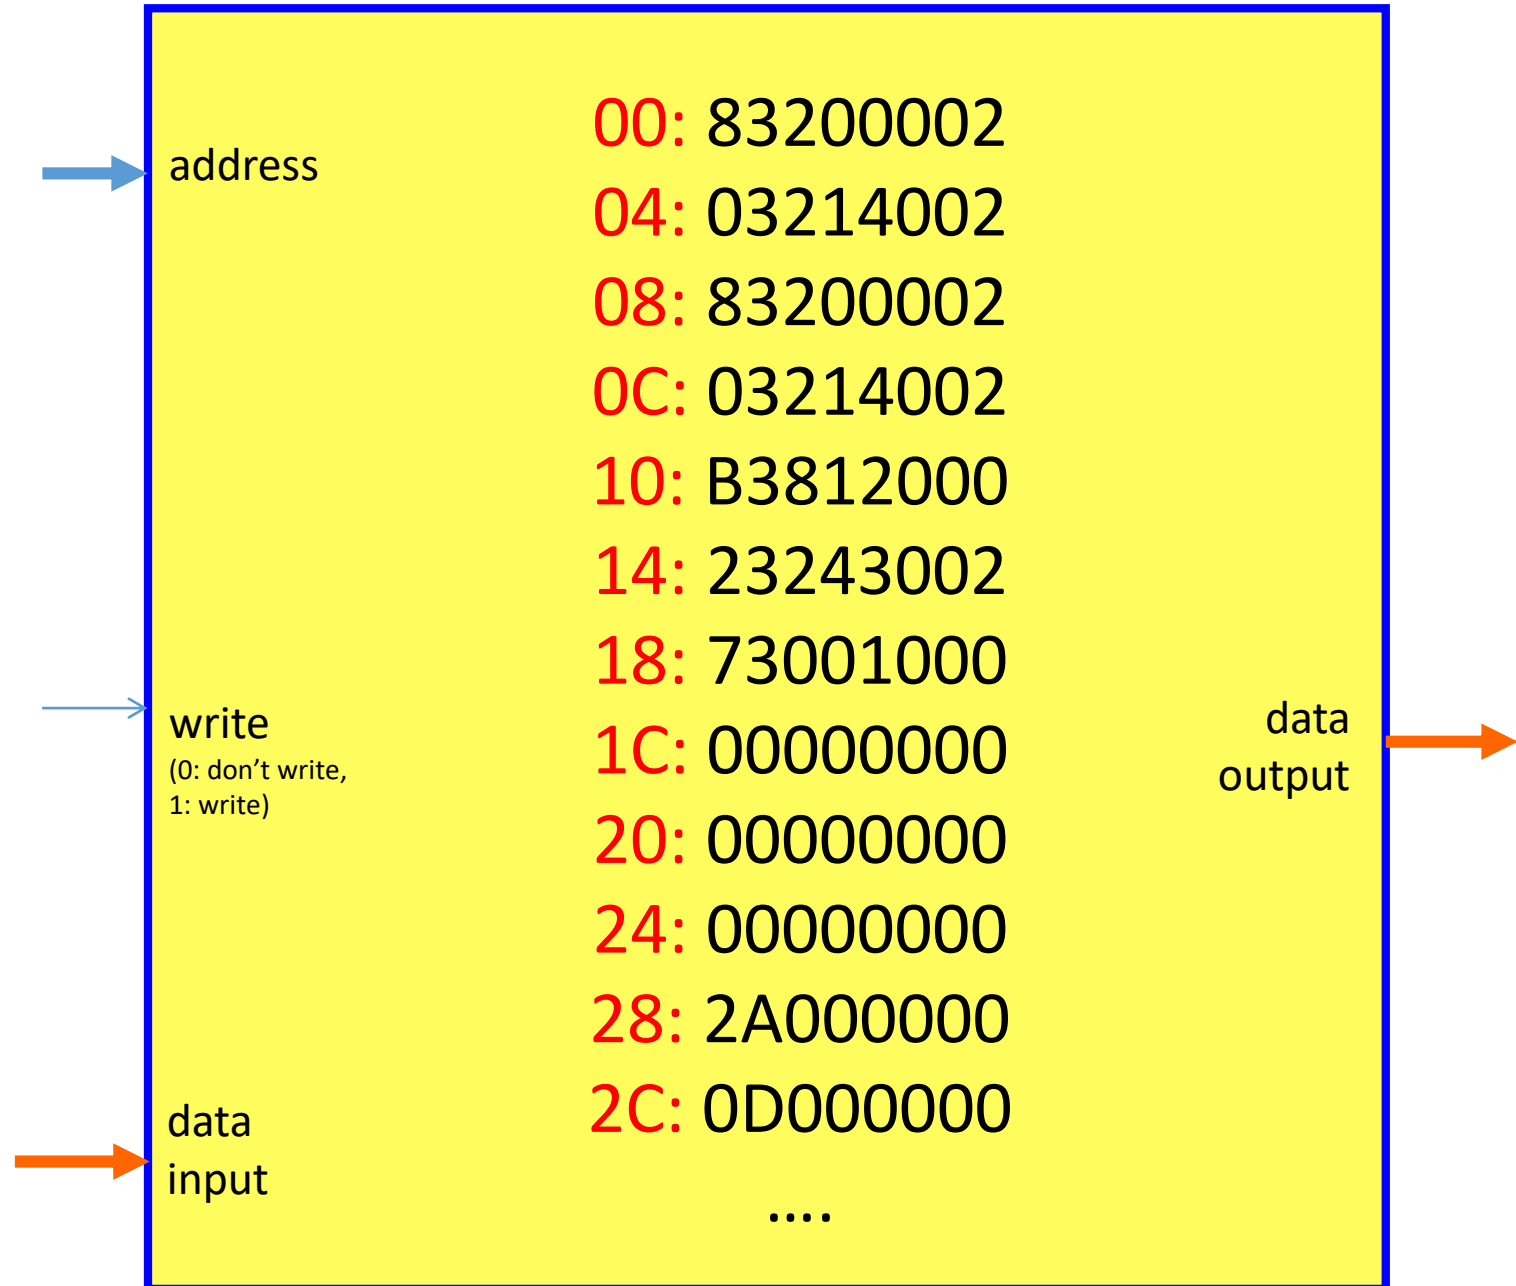 address
00: 83200002
04: 03214002
08: 83200002
0C: 03214002
10: B3812000
14: 23243002
18: 73001000
1C: 00000000
20: 00000000
24: 00000000
28: 2A000000
2C: 0D000000
....
write
(0: don’t write,
1: write)
data
input
data
output